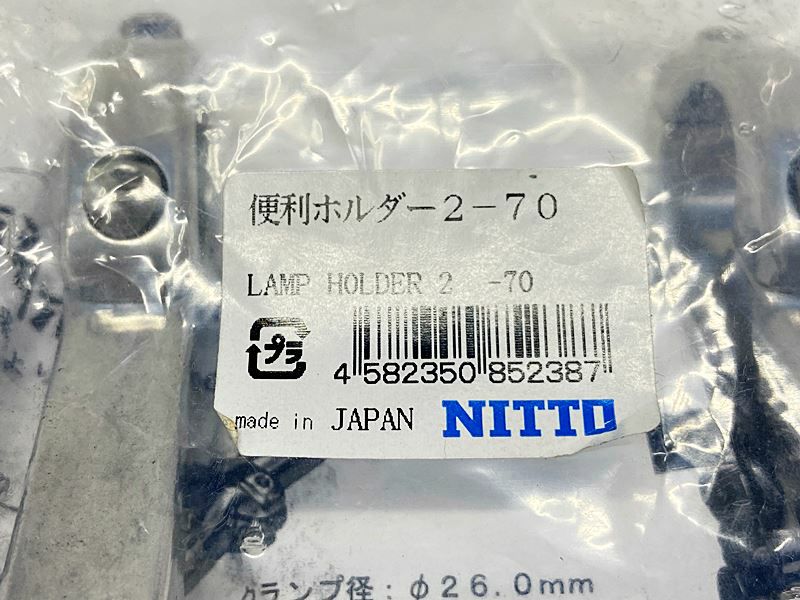 便利ホルダー２－７０
LAMP HOLDER 2 -70
プラ
4 582350 852387
made in JAPAN NITTO
クランプ径：φ２６.０ｍｍ